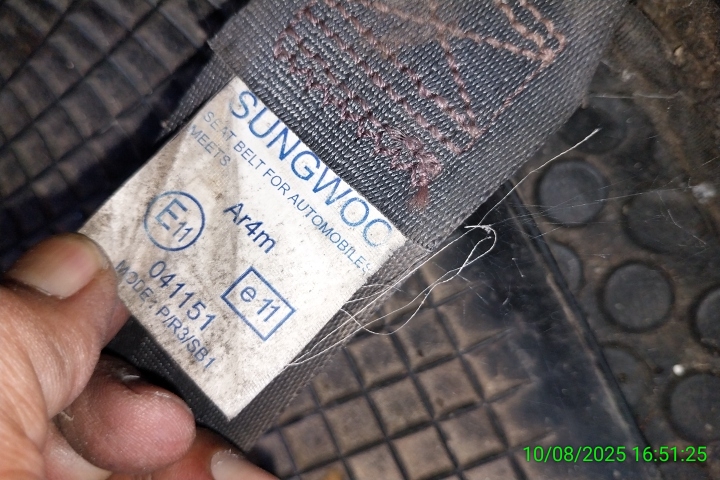 SUNGWOO
SEAT BELT FOR AUTOMOBILES
MEETS
E11
Ar4m
041151
e11
MODE: P/R3/SB1
10/08/2025 16:51:25